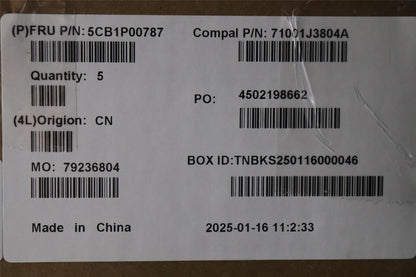 (P)FRU P/N: 5CB1P00787
Compal P/N: 71001J3804A
Quantity: 5
PO: 4502198662
(4L)Origion: CN
MO: 79236804
BOX ID:TNBKS250116000046
Made in China
2025-01-16 11:2:33